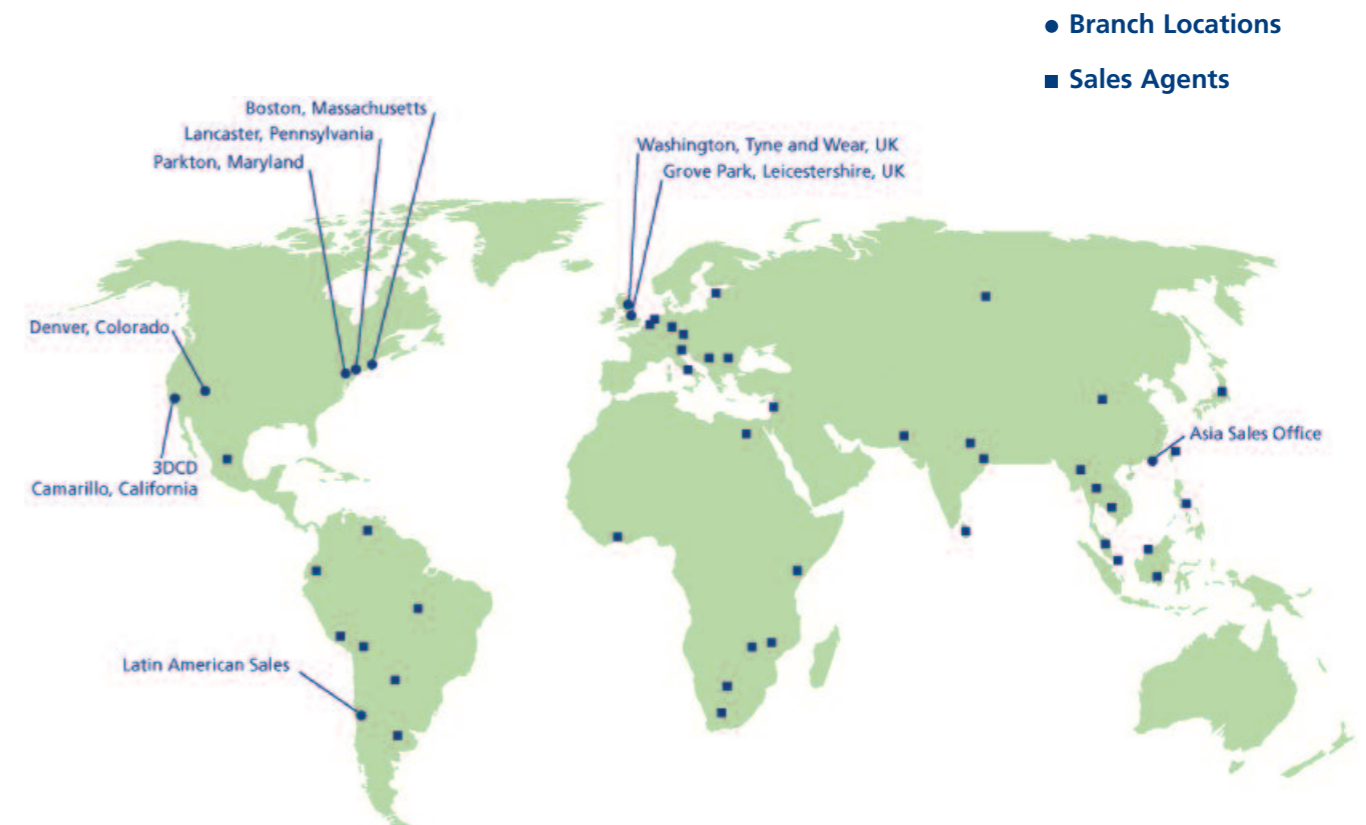 Branch Locations
Sales Agents
Boston, Massachusetts
Lancaster, Pennsylvania
Parkton, Maryland
Washington, Tyne and Wear, UK
Grove Park, Leicestershire, UK
Denver, Colorado
3DCD
Camarillo, California
Asia Sales Office
Latin American Sales